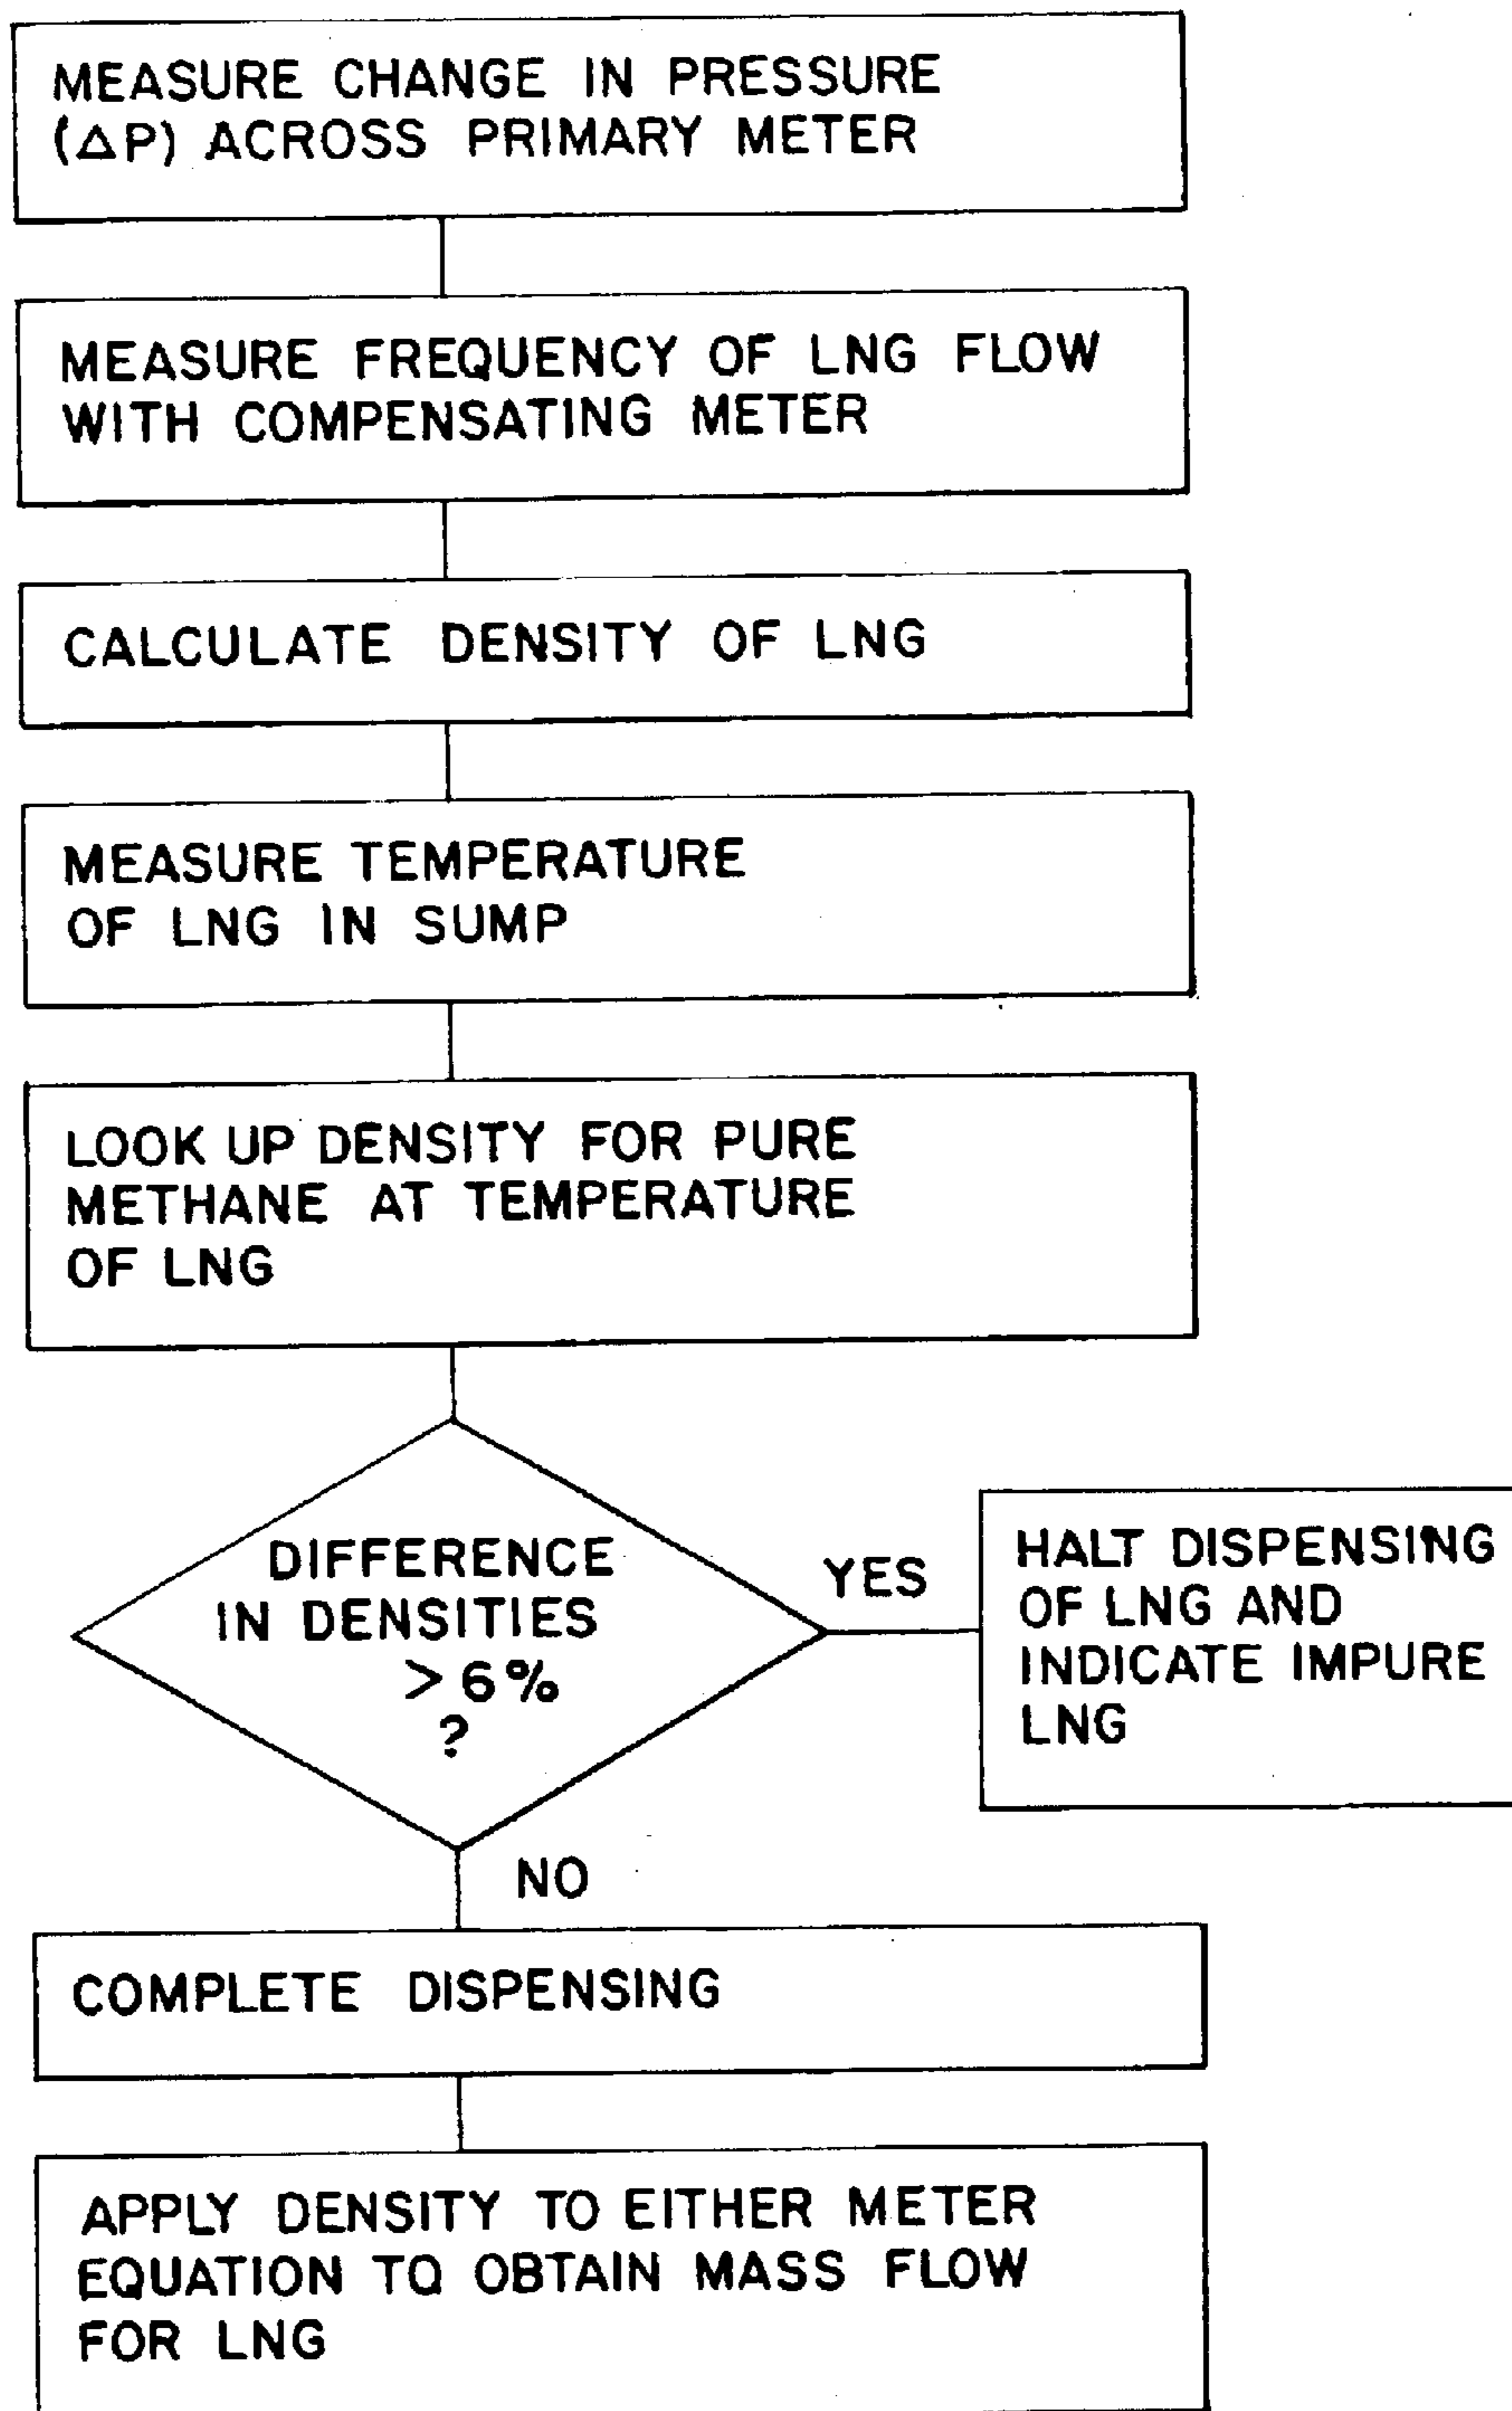 MEASURE CHANGE IN PRESSURE
(ΔP) ACROSS PRIMARY METER
MEASURE FREQUENCY OF LNG FLOW
WITH COMPENSATING METER
CALCULATE DENSITY OF LNG
MEASURE TEMPERATURE
OF LNG IN SUMP
LOOK UP DENSITY FOR PURE
METHANE AT TEMPERATURE
OF LNG
DIFFERENCE
IN DENSITIES
> 6%
?
YES
HALT DISPENSING
OF LNG AND
INDICATE IMPURE
LNG
NO
COMPLETE DISPENSING
APPLY DENSITY TO EITHER METER
EQUATION TO OBTAIN MASS FLOW
FOR LNG